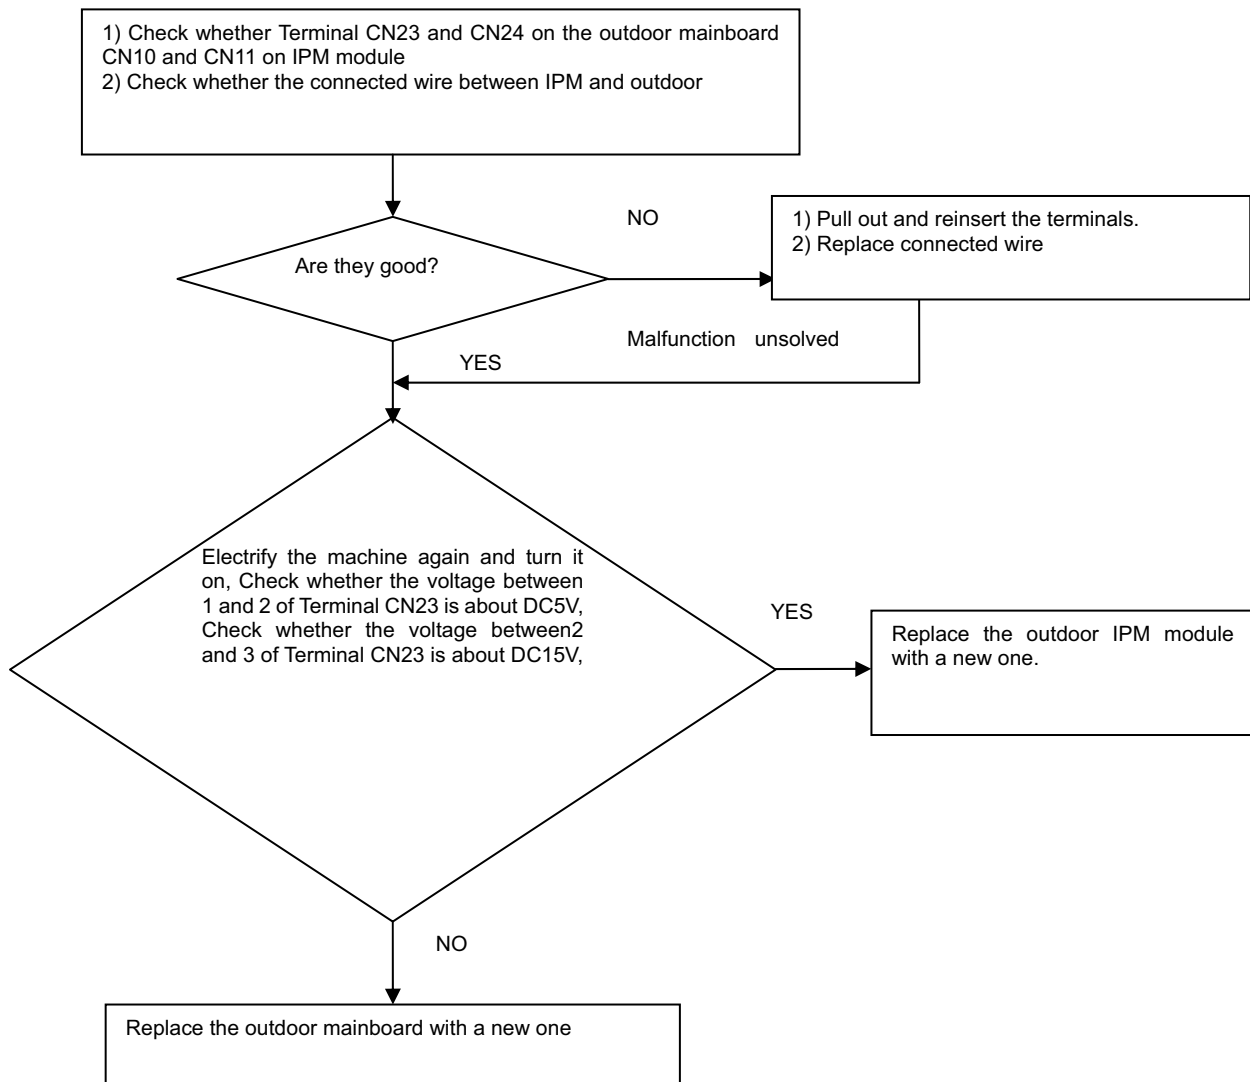 1) Check whether Terminal CN23 and CN24 on the outdoor mainboard
CN10 and CN11 on IPM module
2) Check whether the connected wire between IPM and outdoor
NO
1) Pull out and reinsert the terminals.
2) Replace connected wire
Are they good?
Malfunction unsolved
YES
Electrify the machine again and turn it
on, Check whether the voltage between
1 and 2 of Terminal CN23 is about DC5V,
Check whether the voltage between2
and 3 of Terminal CN23 is about DC15V,
YES
Replace the outdoor IPM module
with a new one.
NO
Replace the outdoor mainboard with a new one